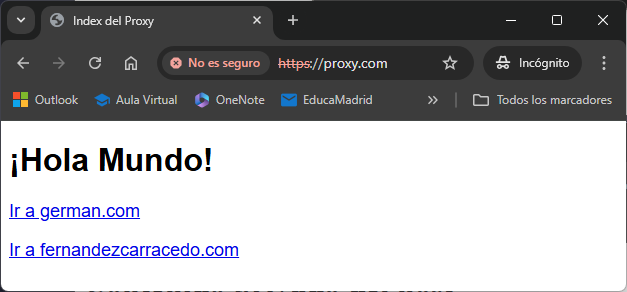 Index del Proxy
No es seguro https://proxy.com Incógnito
Outlook Aula Virtual OneNote EducaMadrid Todos los marcadores
¡Hola Mundo!
Ir a german.com
Ir a fernandezcarracedo.com